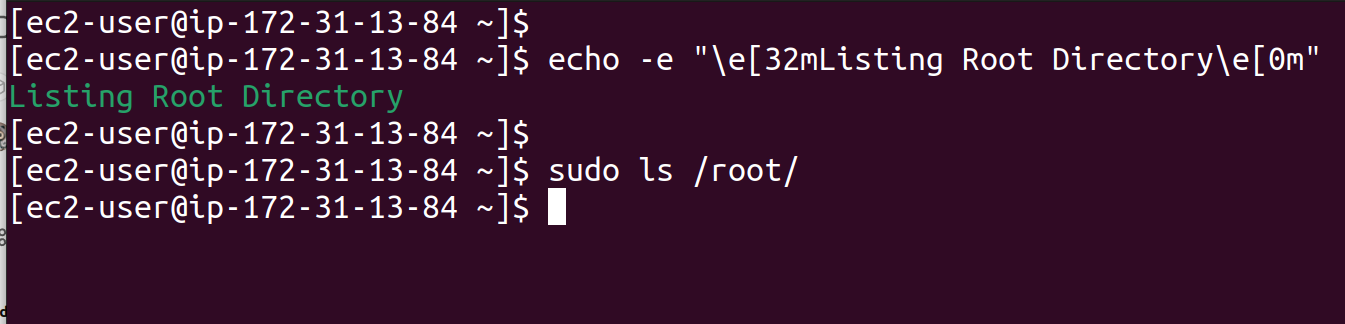 [ec2-user@ip-172-31-13-84 ~]$
[ec2-user@ip-172-31-13-84 ~]$ echo -e "\e[32mListing Root Directory\e[0m"
Listing Root Directory
[ec2-user@ip-172-31-13-84 ~]$
[ec2-user@ip-172-31-13-84 ~]$ sudo ls /root/
[ec2-user@ip-172-31-13-84 ~]$